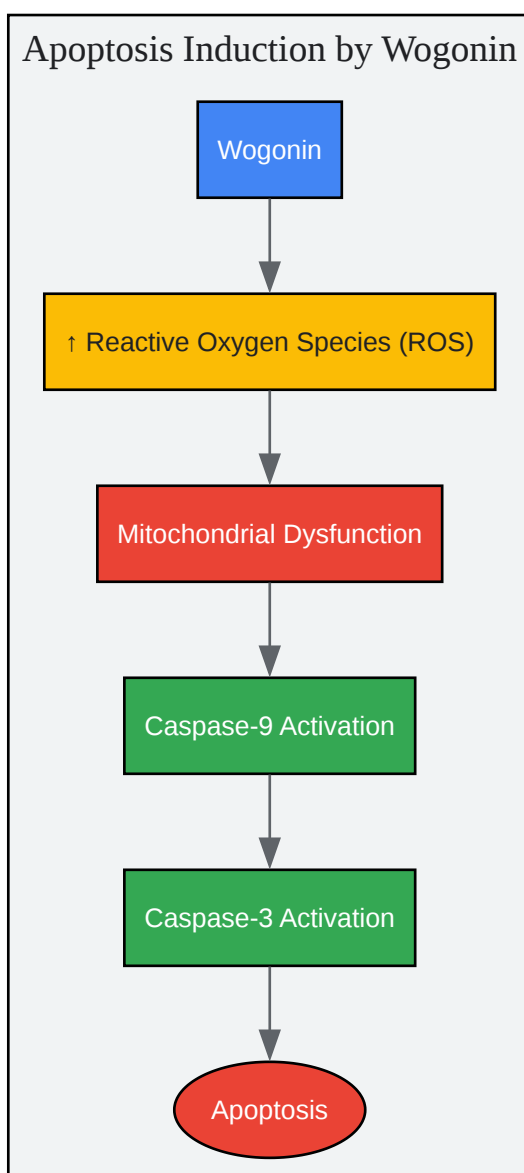 Apoptosis Induction by Wogonin
Wogonin
↑ Reactive Oxygen Species (ROS)
Mitochondrial Dysfunction
Caspase-9 Activation
Caspase-3 Activation
Apoptosis